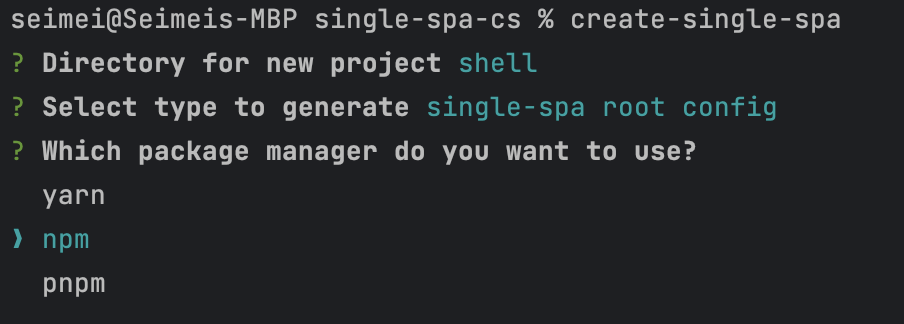 seimei@Seimeis-MBP single-spa-cs % create-single-spa
? Directory for new project shell
? Select type to generate single-spa root config
? Which package manager do you want to use?
yarn
❯ npm
pnpm